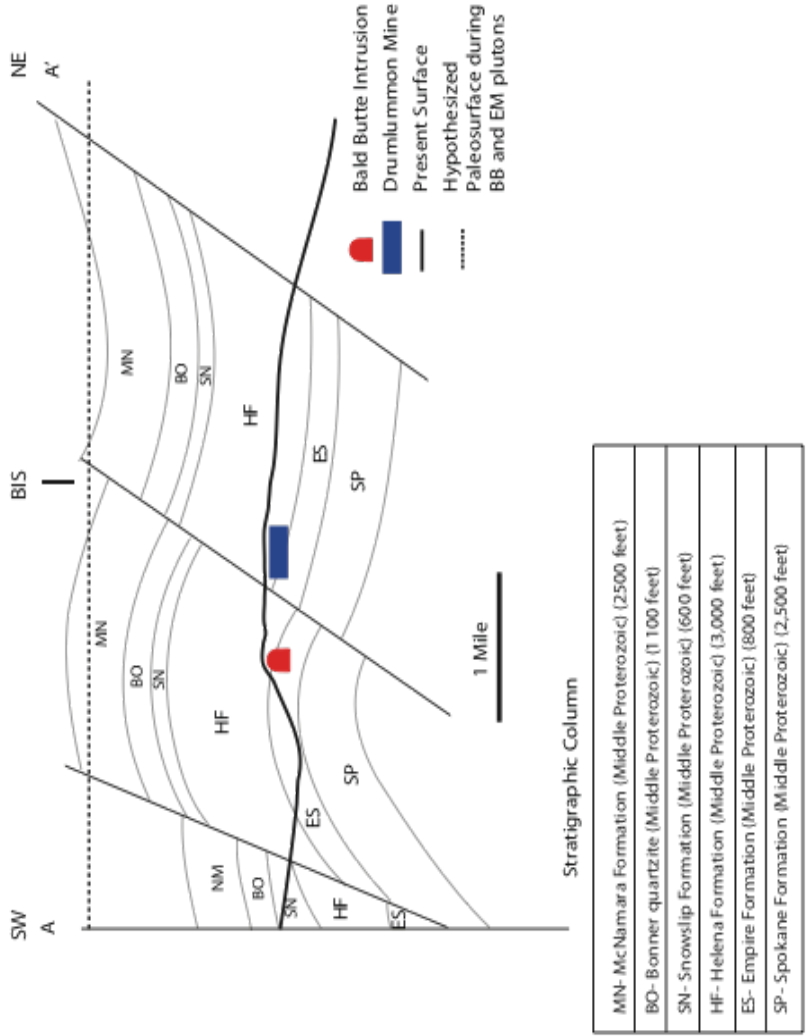 SW
A
BIS
NE
A'
MN
MN
NM
BO
BO
BO
SN
SN
SN
HF
HF
HF
ES
ES
ES
SP
SP
Bald Butte Intrusion
Drumlummon Mine
Present Surface
Hypothesized
Paleosurface during
BB and EM plutons
1 Mile
Stratigraphic Column
MN- McNamara Formation (Middle Proterozoic) (2500 feet)
BO- Bonner quartzite (Middle Proterozoic) (1100 feet)
SN- Snowslip Formation (Middle Proterozoic) (600 feet)
HF- Helena Formation (Middle Proterozoic) (3,000 feet)
ES- Empire Formation (Middle Proterozoic) (800 feet)
SP- Spokane Formation (Middle Proterozoic) (2,500 feet)